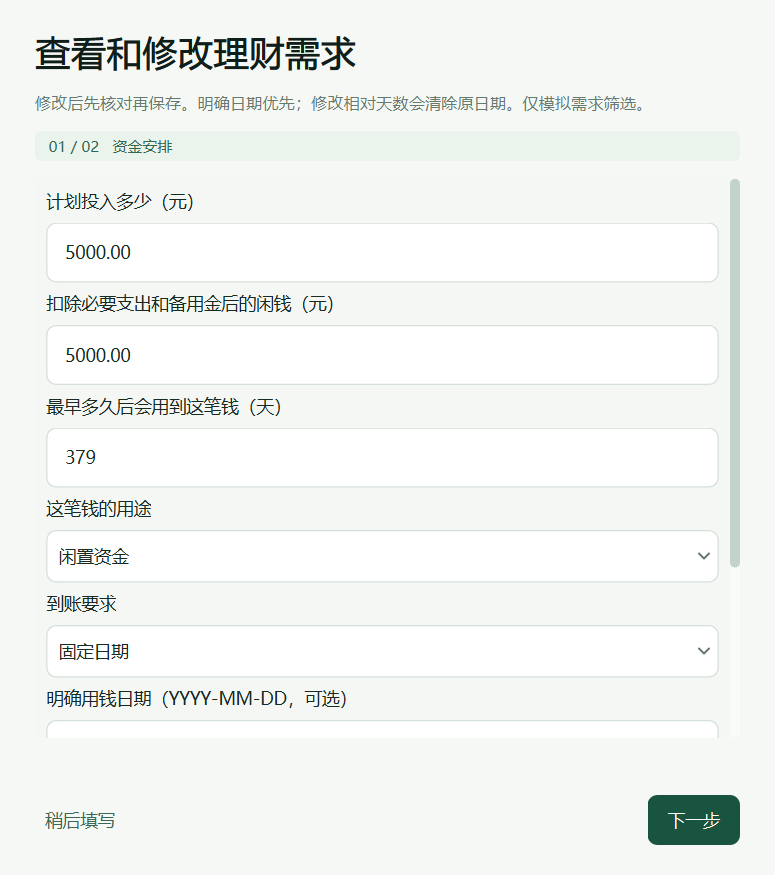 查看和修改理财需求
修改后先核对再保存。明确日期优先；修改相对天数会清除原日期。仅模拟需求筛选。
01 / 02 资金安排
计划投入多少（元）
5000.00
扣除必要支出和备用金后的闲钱（元）
5000.00
最早多久后会用到这笔钱（天）
379
这笔钱的用途
闲置资金
到账要求
固定日期
明确用钱日期（YYYY-MM-DD，可选）
稍后填写
下一步